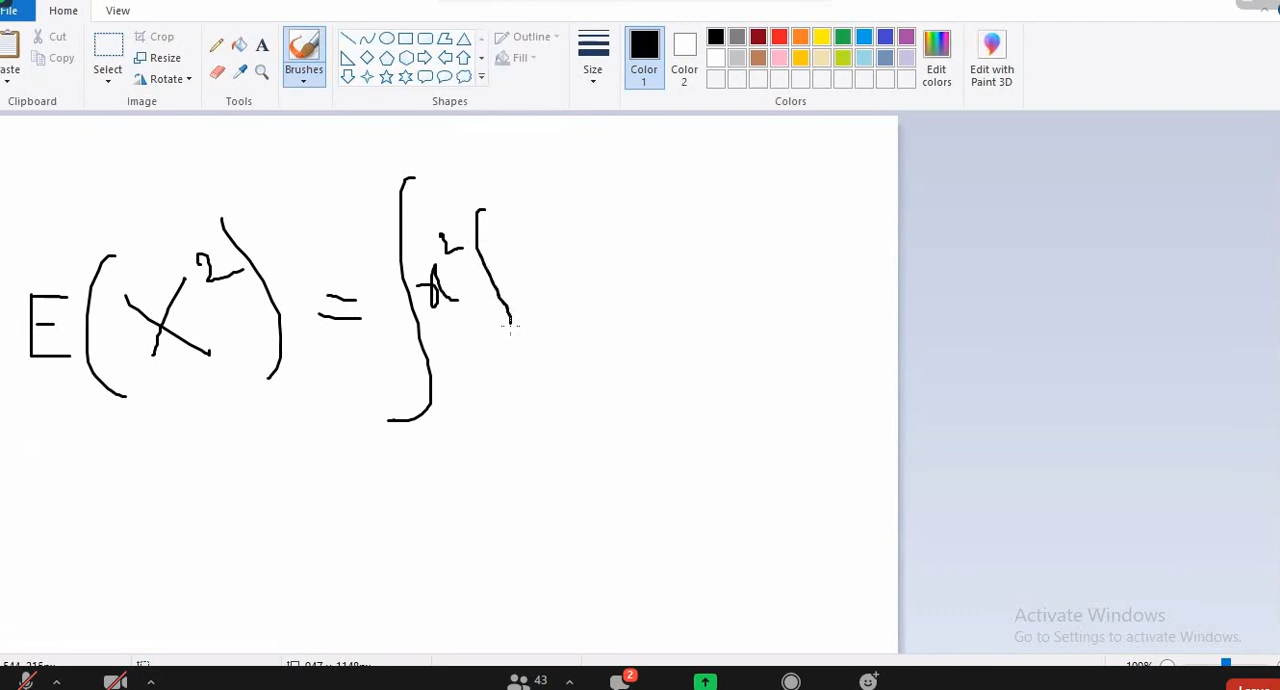 File Home View
Cut Crop Outline
Copy Resize Fill
Select Rotate Brushes Size Color 1 Color 2 Edit colors Edit with Paint 3D
Clipboard Image Tools Shapes Colors
E(X²) = ∫x²
Activate Windows
Go to Settings to activate Windows.
43 2